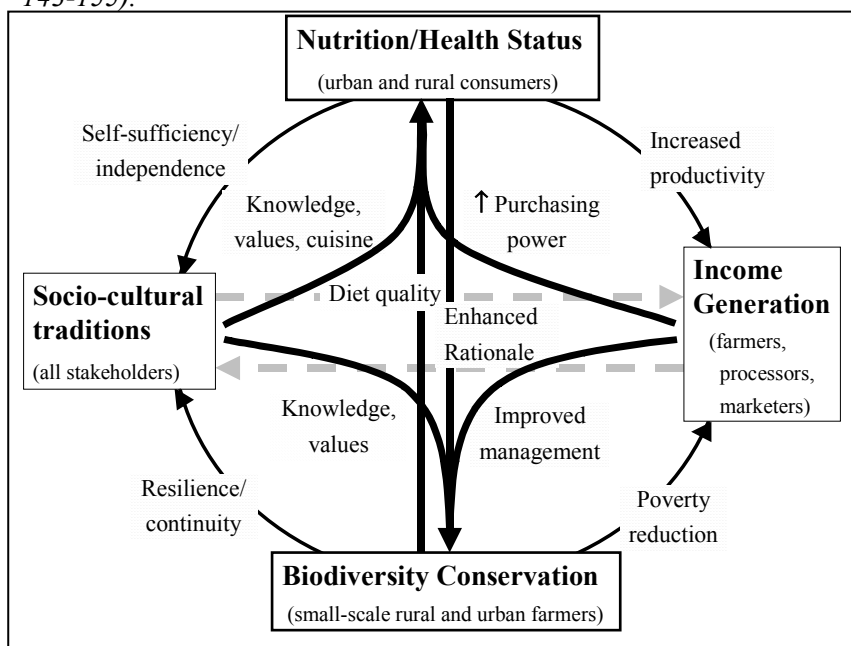 145-155).
Nutrition/Health Status
(urban and rural consumers)
Self-sufficiency/
independence
Increased
productivity
Knowledge,
values, cuisine
↑ Purchasing
power
Socio-cultural
traditions
(all stakeholders)
Diet quality
Enhanced
Rationale
Income
Generation
(farmers,
processors,
marketers)
Knowledge,
values
Improved
management
Resilience/
continuity
Poverty
reduction
Biodiversity Conservation
(small-scale rural and urban farmers)